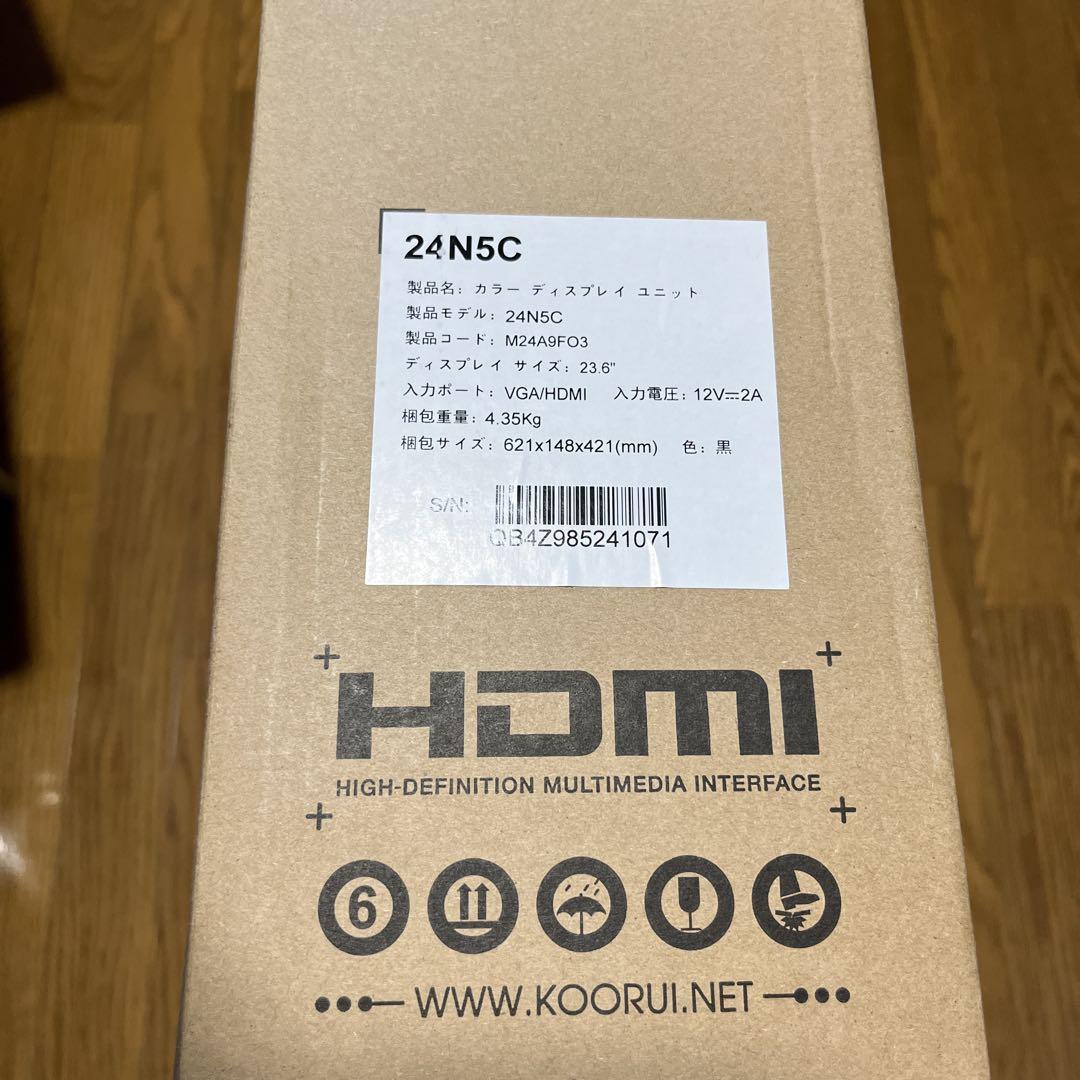 24N5C
製品名: カラー ディスプレイ ユニット
製品モデル: 24N5C
製品コード: M24A9FO3
ディスプレイ サイズ: 23.6"
入力ポート: VGA/HDMI 入力電圧: 12V⎓2A
梱包重量: 4.35Kg
梱包サイズ: 621x148x421(mm) 色: 黒
S/N:
QB4Z985241071
HDMI
HIGH-DEFINITION MULTIMEDIA INTERFACE
6
WWW.KOORUI.NET